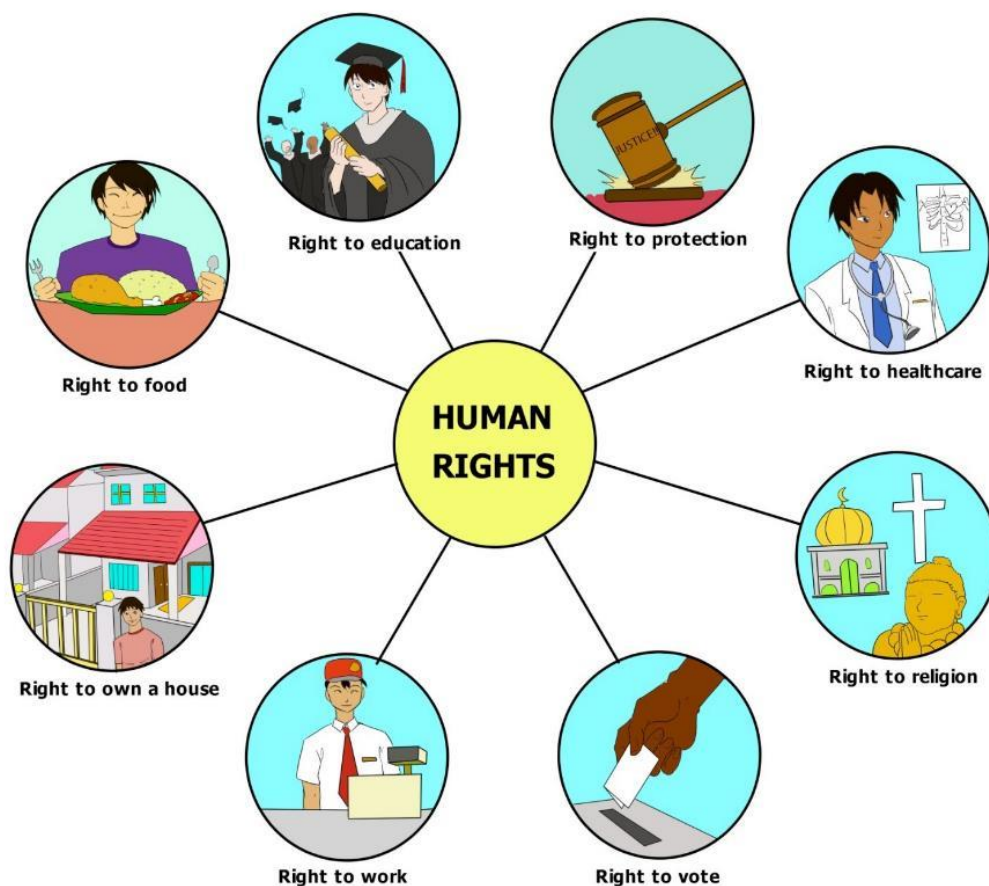 JUSTICE!!
Right to education
Right to protection
Right to food
Right to healthcare
HUMAN
RIGHTS
Right to own a house
Right to religion
Right to work
Right to vote